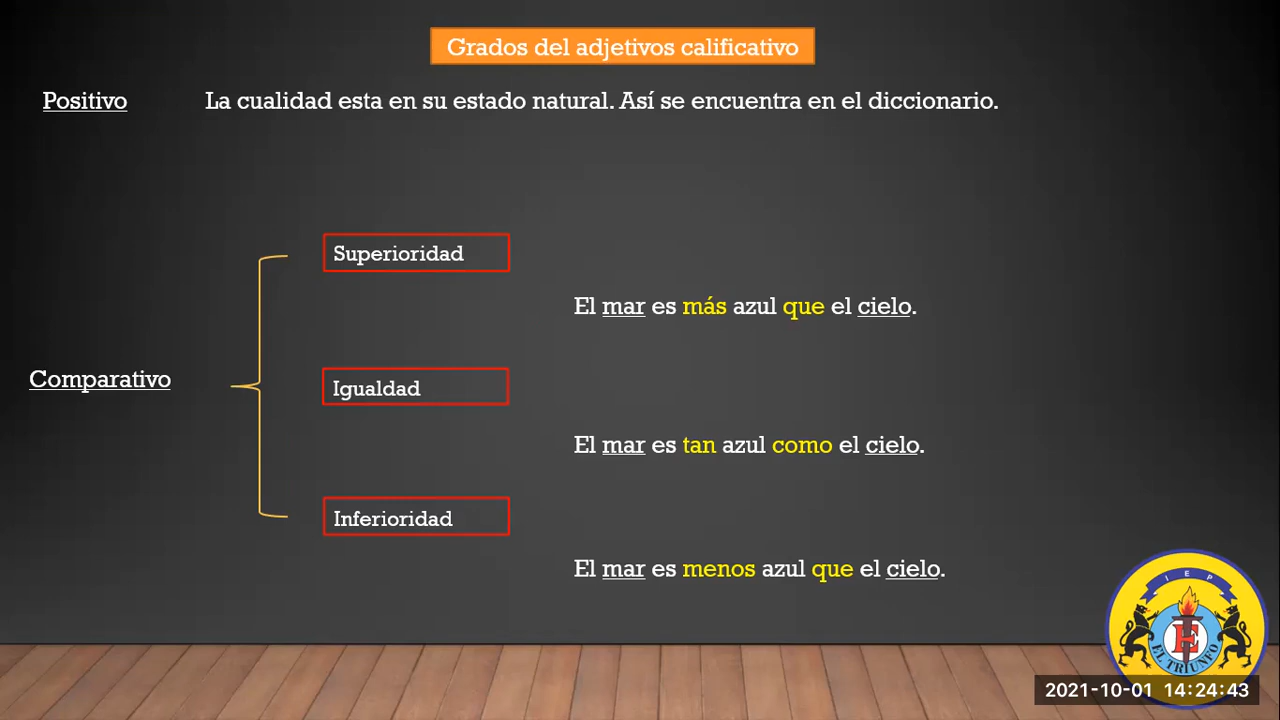 Grados del adjetivos calificativo
Positivo La cualidad esta en su estado natural. Así se encuentra en el diccionario.
Superioridad
El mar es más azul que el cielo.
Comparativo
Igualdad
El mar es tan azul como el cielo.
Inferioridad
El mar es menos azul que el cielo.
I E P
E
EL TRIUNFO
2021-10-01 14:24:43